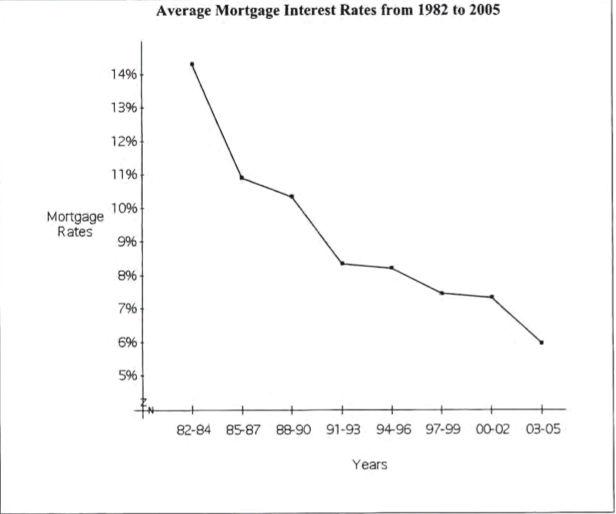 Average Mortgage Interest Rates from 1982 to 2005
14%
13%
12%
11%
10%
9%
8%
7%
6%
5%
Mortgage
Rates
82-84 85-87 88-90 91-93 94-96 97-99 00-02 03-05
Years